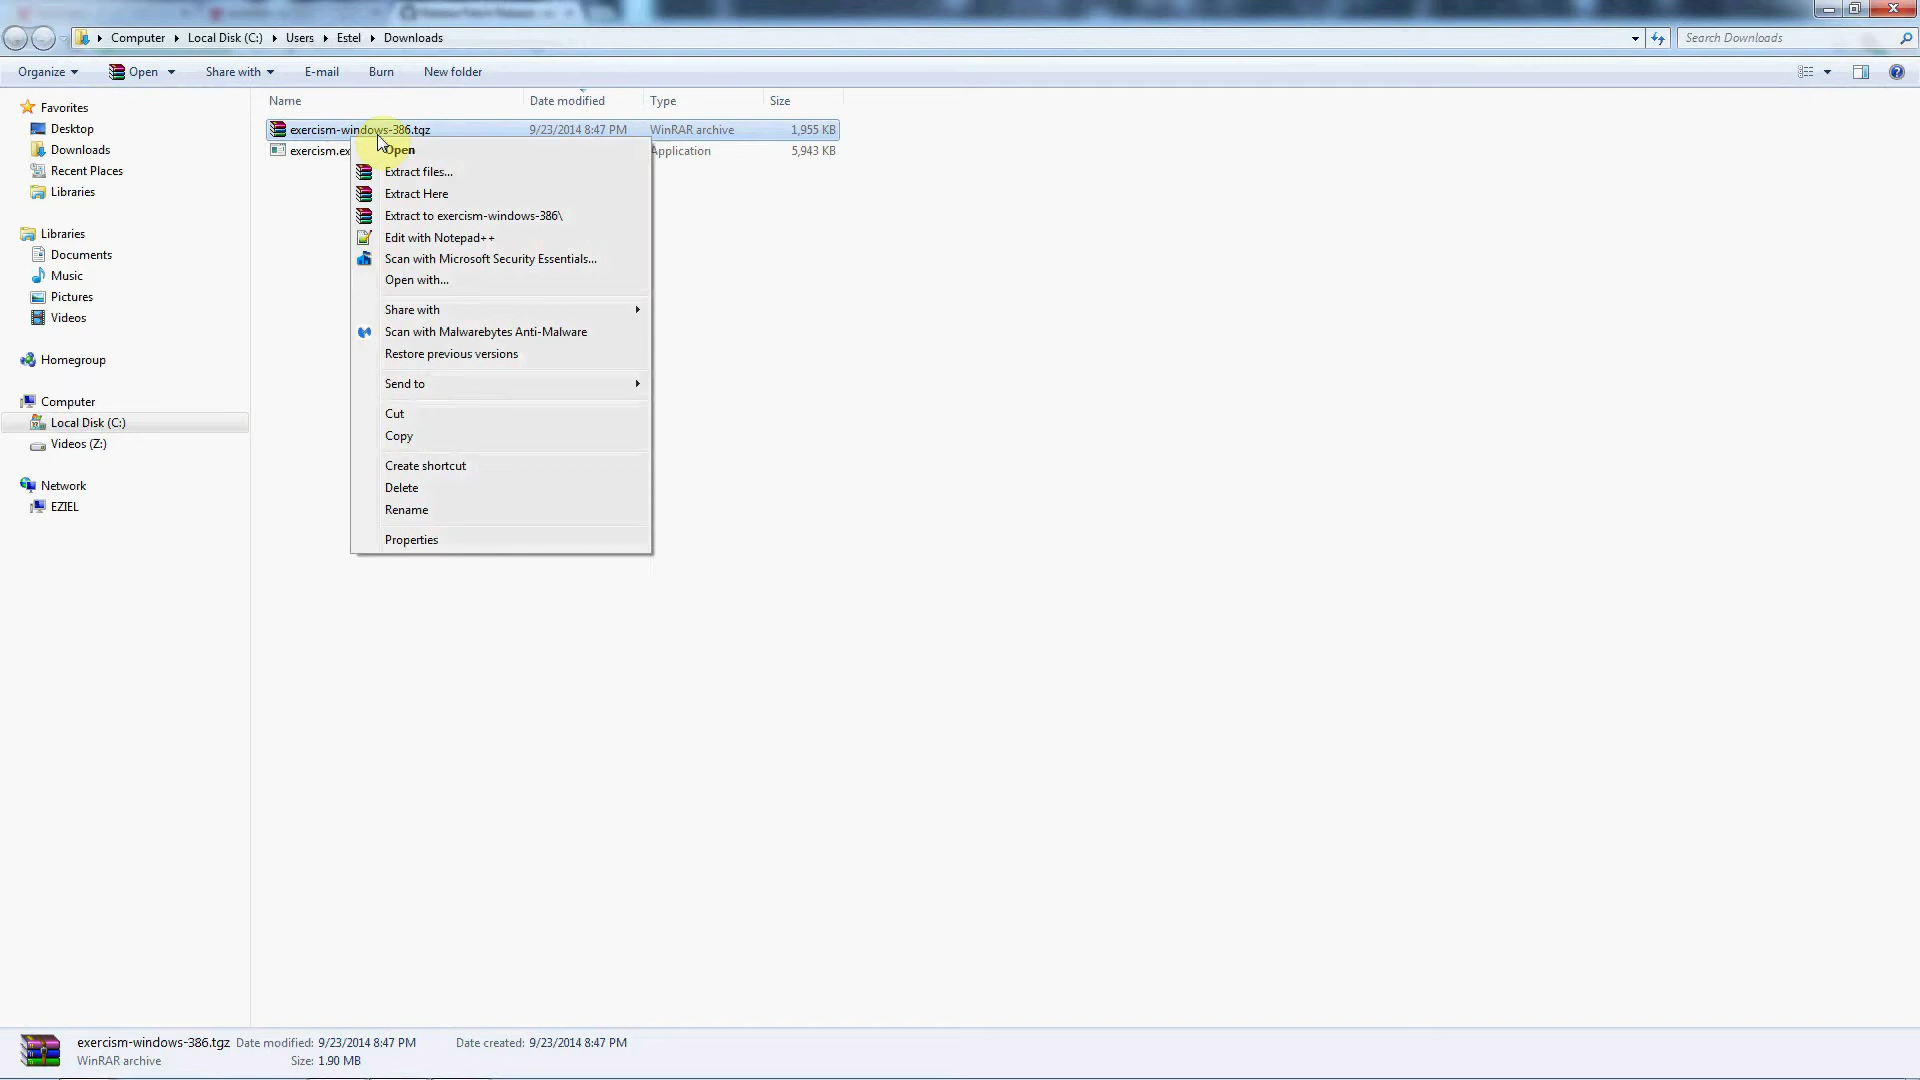 Computer Local Disk (C:) Users Estel Downloads
Search Downloads
Organize Open Share with E-mail Burn New folder
Name Date modified Type Size
exercism-windows-386.tgz 9/23/2014 8:47 PM WinRAR archive 1,955 KB
exercism.ex Application 5,943 KB
Open
Extract files...
Extract Here
Extract to exercism-windows-386\
Edit with Notepad++
Scan with Microsoft Security Essentials...
Open with...
Share with
Scan with Malwarebytes Anti-Malware
Restore previous versions
Send to
Cut
Copy
Create shortcut
Delete
Rename
Properties
Favorites
Desktop
Downloads
Recent Places
Libraries
Libraries
Documents
Music
Pictures
Videos
Homegroup
Computer
Local Disk (C:)
Videos (Z:)
Network
EZIEL
exercism-windows-386.tgz Date modified: 9/23/2014 8:47 PM Date created: 9/23/2014 8:47 PM
WinRAR archive Size: 1.90 MB